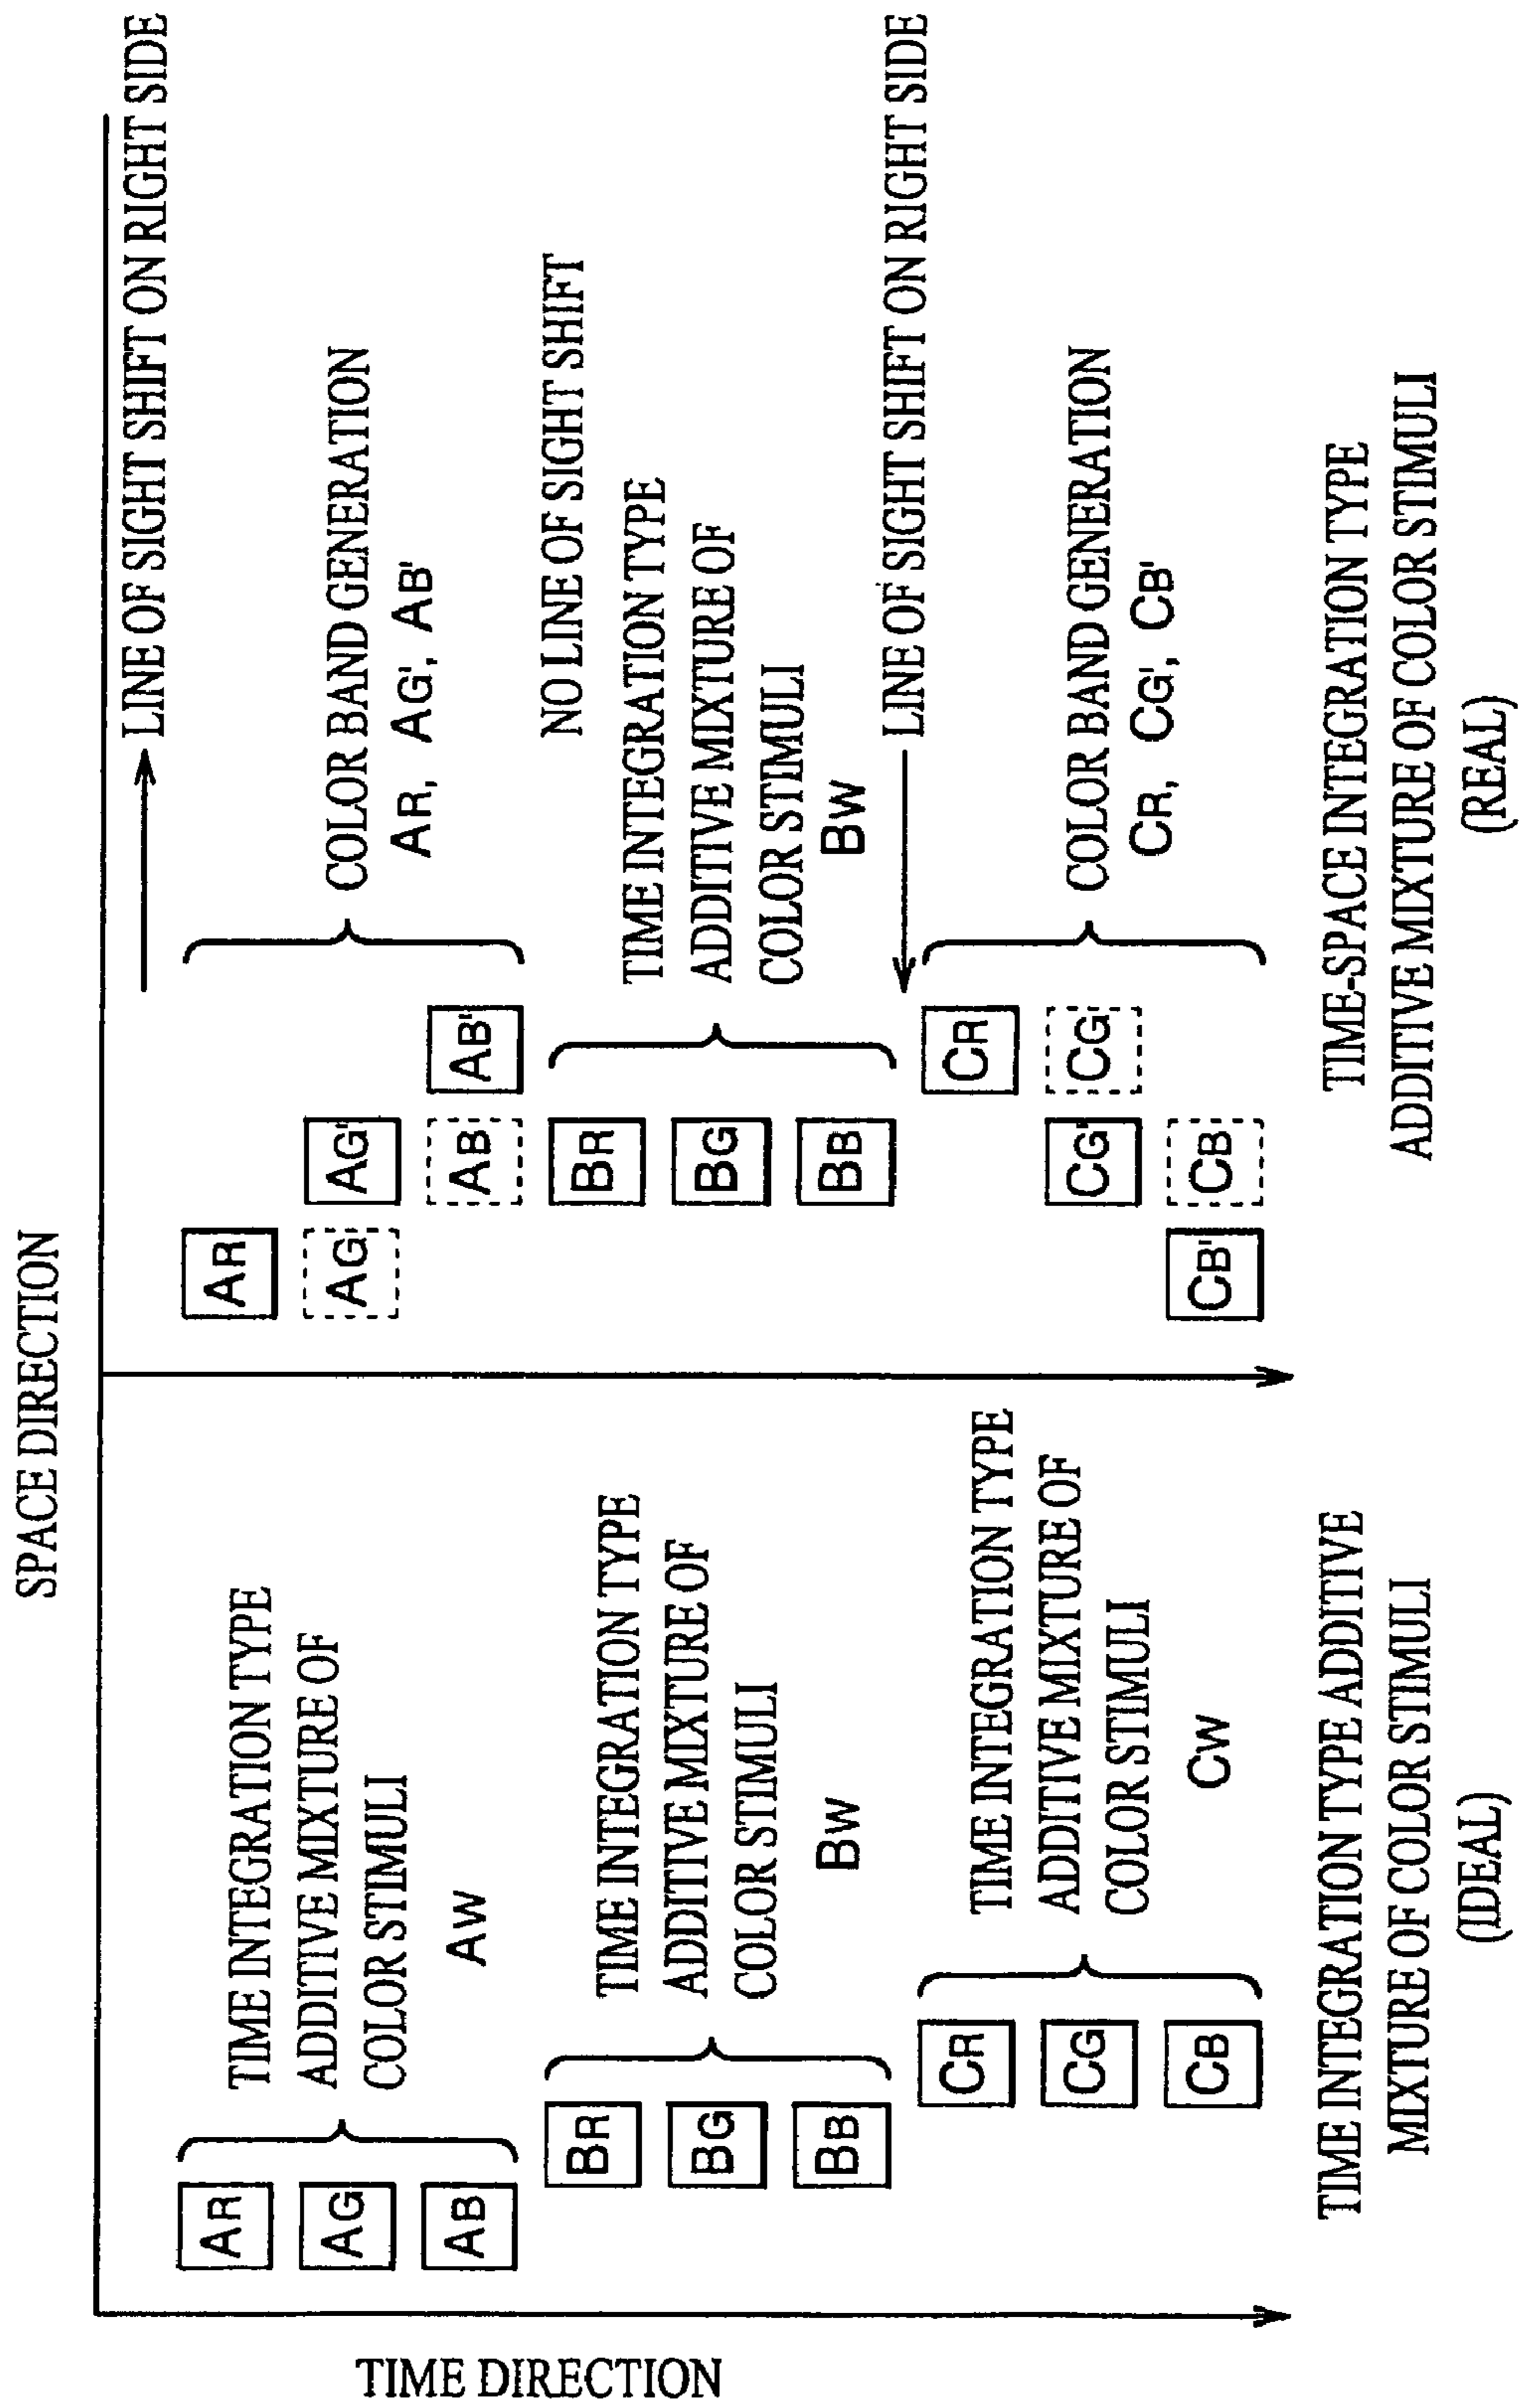 SPACE DIRECTION
TIME DIRECTION
AR
AG
AB
TIME INTEGRATION TYPE
ADDITIVE MIXTURE OF
COLOR STIMULI
AW
BR
BG
BB
TIME INTEGRATION TYPE
ADDITIVE MIXTURE OF
COLOR STIMULI
BW
CR
CG
CB
TIME INTEGRATION TYPE
ADDITIVE MIXTURE OF
COLOR STIMULI
CW
TIME INTEGRATION TYPE ADDITIVE
MIXTURE OF COLOR STIMULI
(IDEAL)
LINE OF SIGHT SHIFT ON RIGHT SIDE
AR
AG AG'
AB AB'
COLOR BAND GENERATION
AR, AG', AB'
NO LINE OF SIGHT SHIFT
BR
BG
BB
TIME INTEGRATION TYPE
ADDITIVE MIXTURE OF
COLOR STIMULI
BW
LINE OF SIGHT SHIFT ON RIGHT SIDE
CR
CG' CG
CB' CB
COLOR BAND GENERATION
CR, CG', CB'
TIME-SPACE INTEGRATION TYPE
ADDITIVE MIXTURE OF COLOR STIMULI
(REAL)